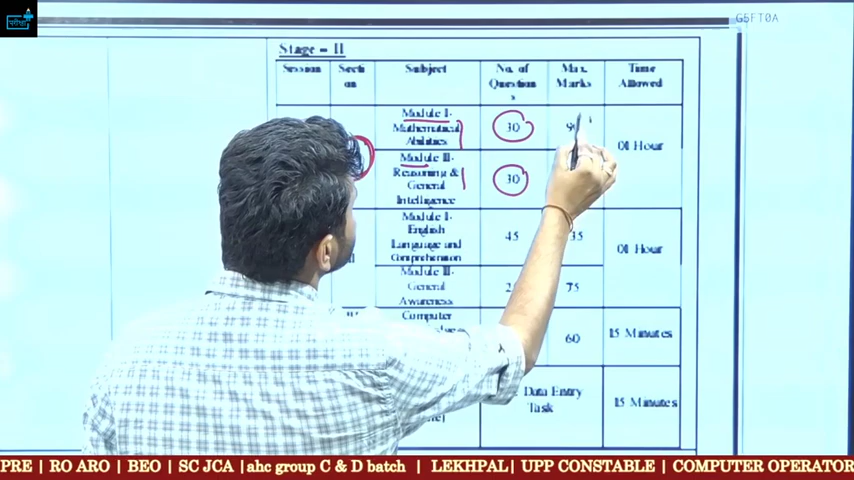 परीक्षा
G5FT0A
Stage – II
Session
Secti
on
Subject
No. of
Question
s
Max.
Marks
Time
Allowed
Module I-
Mathematical
Abilities
30
01 Hour
Module II-
Reasoning &
General
Intelligence
30
Module I-
English
Language and
Comprehension
45
01 Hour
Module II-
General
Awareness
75
Computer
60
15 Minutes
Data Entry
Task
15 Minutes
PRE | RO ARO | BEO | SC JCA |ahc group C & D batch | LEKHPAL| UPP CONSTABLE | COMPUTER OPERATOR